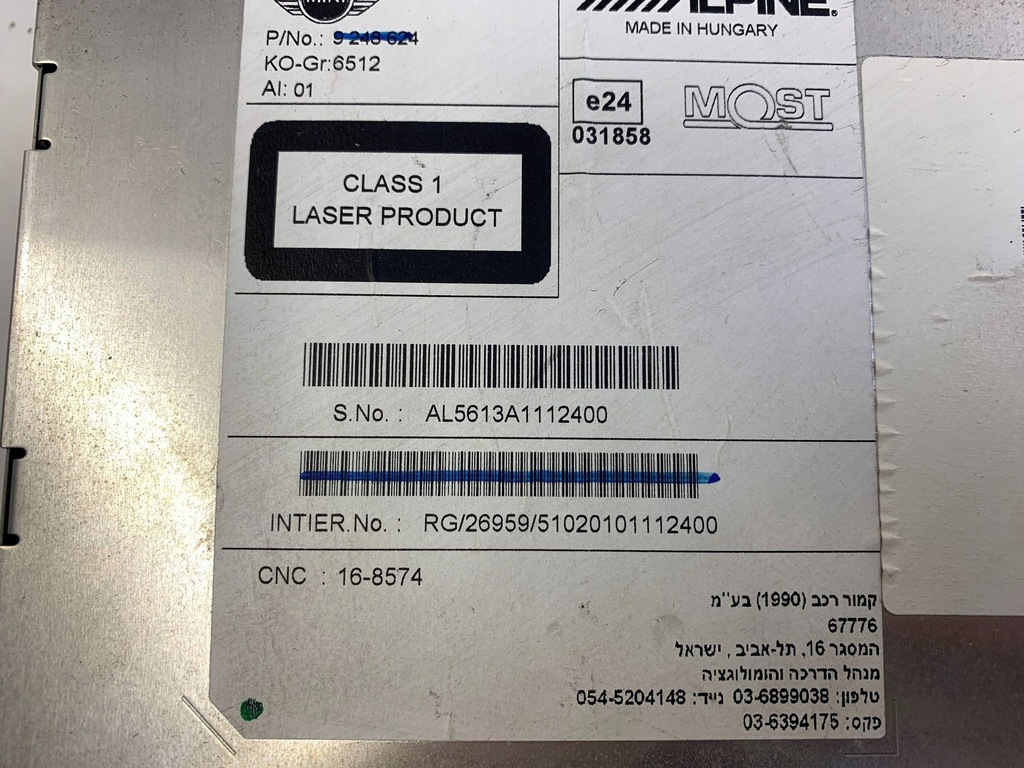 MINI
ALPINE.
MADE IN HUNGARY
P/No.: 9 248 624
KO-Gr:6512
AI: 01
e24
031858
MOST
CLASS 1
LASER PRODUCT
S.No. : AL5613A1112400
INTIER.No. : RG/26959/51020101112400
CNC : 16-8574
קמור רכב (1990) בע''מ
67776
המסגר 16, תל-אביב , ישראל
מנהל הדרכה והומולוגציה
טלפון: 03-6899038 נייד: 054-5204148
פקס: 03-6394175